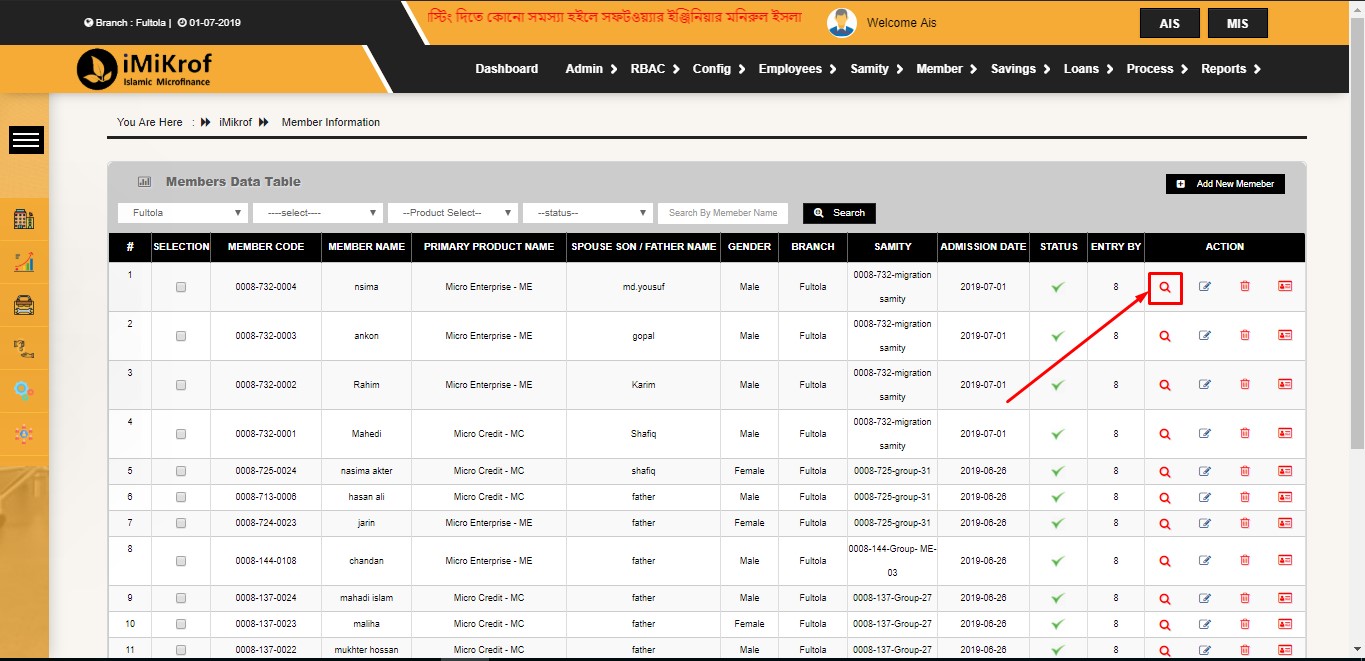 Branch : Fultola | 01-07-2019
স্টিং দিতে কোনো সমস্যা হইলে সফটওয়্যার ইঞ্জিনিয়ার মনিরুল ইসলা
Welcome Ais
AIS MIS
iMiKrof
Islamic Microfinance
Dashboard Admin RBAC Config Employees Samity Member Savings Loans Process Reports
You Are Here : iMikrof Member Information
Members Data Table
Add New Memeber
Fultola ----select---- --Product Select-- --status-- Search By Memeber Name Search
# SELECTION MEMBER CODE MEMBER NAME PRIMARY PRODUCT NAME SPOUSE SON / FATHER NAME GENDER BRANCH SAMITY ADMISSION DATE STATUS ENTRY BY ACTION
1 0008-732-0004 nsima Micro Enterprise - ME md.yousuf Male Fultola 0008-732-migration samity 2019-07-01 8
2 0008-732-0003 ankon Micro Enterprise - ME gopal Male Fultola 0008-732-migration samity 2019-07-01 8
3 0008-732-0002 Rahim Micro Enterprise - ME Karim Male Fultola 0008-732-migration samity 2019-07-01 8
4 0008-732-0001 Mahedi Micro Credit - MC Shafiq Male Fultola 0008-732-migration samity 2019-07-01 8
5 0008-725-0024 nasima akter Micro Credit - MC shafiq Female Fultola 0008-725-group-31 2019-06-26 8
6 0008-713-0006 hasan ali Micro Credit - MC father Male Fultola 0008-725-group-31 2019-06-26 8
7 0008-724-0023 jarin Micro Enterprise - ME father Female Fultola 0008-725-group-31 2019-06-26 8
8 0008-144-0108 chandan Micro Enterprise - ME father Male Fultola 0008-144-Group- ME-03 2019-06-26 8
9 0008-137-0024 mahadi islam Micro Credit - MC father Male Fultola 0008-137-Group-27 2019-06-26 8
10 0008-137-0023 maliha Micro Credit - MC father Female Fultola 0008-137-Group-27 2019-06-26 8
11 0008-137-0022 mukhter hossan Micro Credit - MC father Male Fultola 0008-137-Group-27 2019-06-26 8